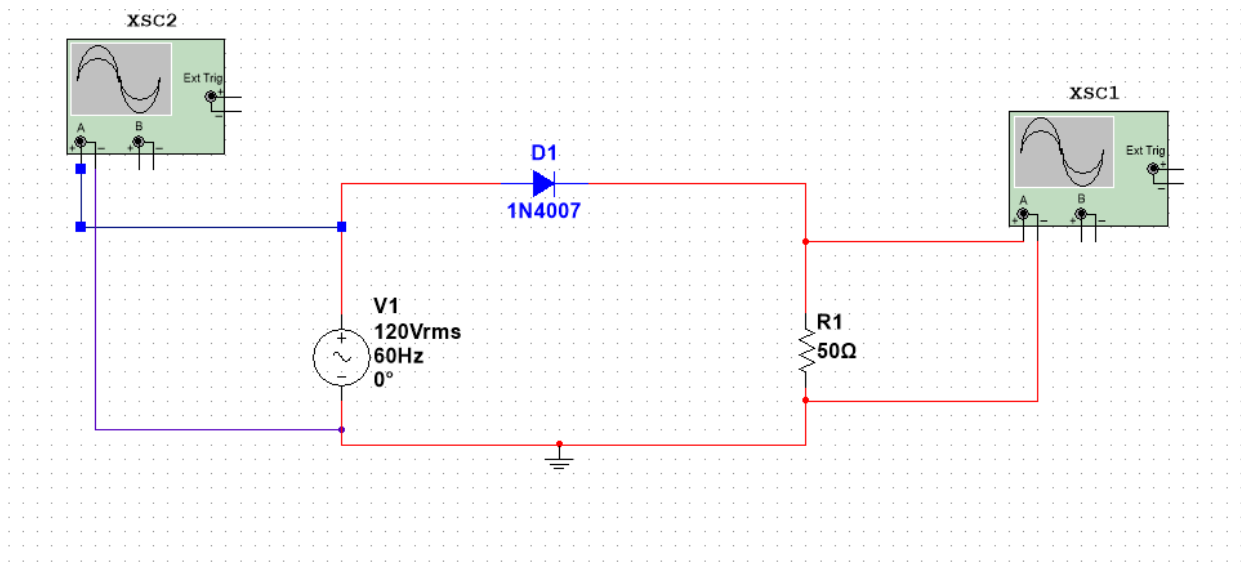 XSC2
Ext Trig
+
−
A
B
+ − + −
XSC1
Ext Trig
+
−
A
B
+ − + −
D1
1N4007
V1
120Vrms
60Hz
0°
+
−
R1
50Ω